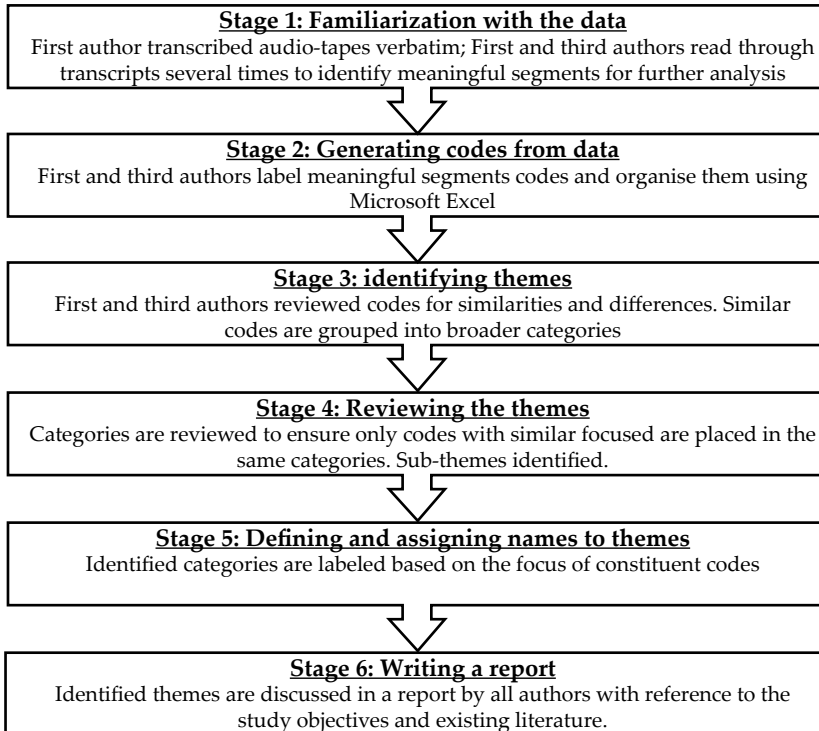 Stage 1: Familiarization with the data
First author transcribed audio-tapes verbatim; First and third authors read through
transcripts several times to identify meaningful segments for further analysis
Stage 2: Generating codes from data
First and third authors label meaningful segments codes and organise them using
Microsoft Excel
Stage 3: identifying themes
First and third authors reviewed codes for similarities and differences. Similar
codes are grouped into broader categories
Stage 4: Reviewing the themes
Categories are reviewed to ensure only codes with similar focused are placed in the
same categories. Sub-themes identified.
Stage 5: Defining and assigning names to themes
Identified categories are labeled based on the focus of constituent codes
Stage 6: Writing a report
Identified themes are discussed in a report by all authors with reference to the
study objectives and existing literature.